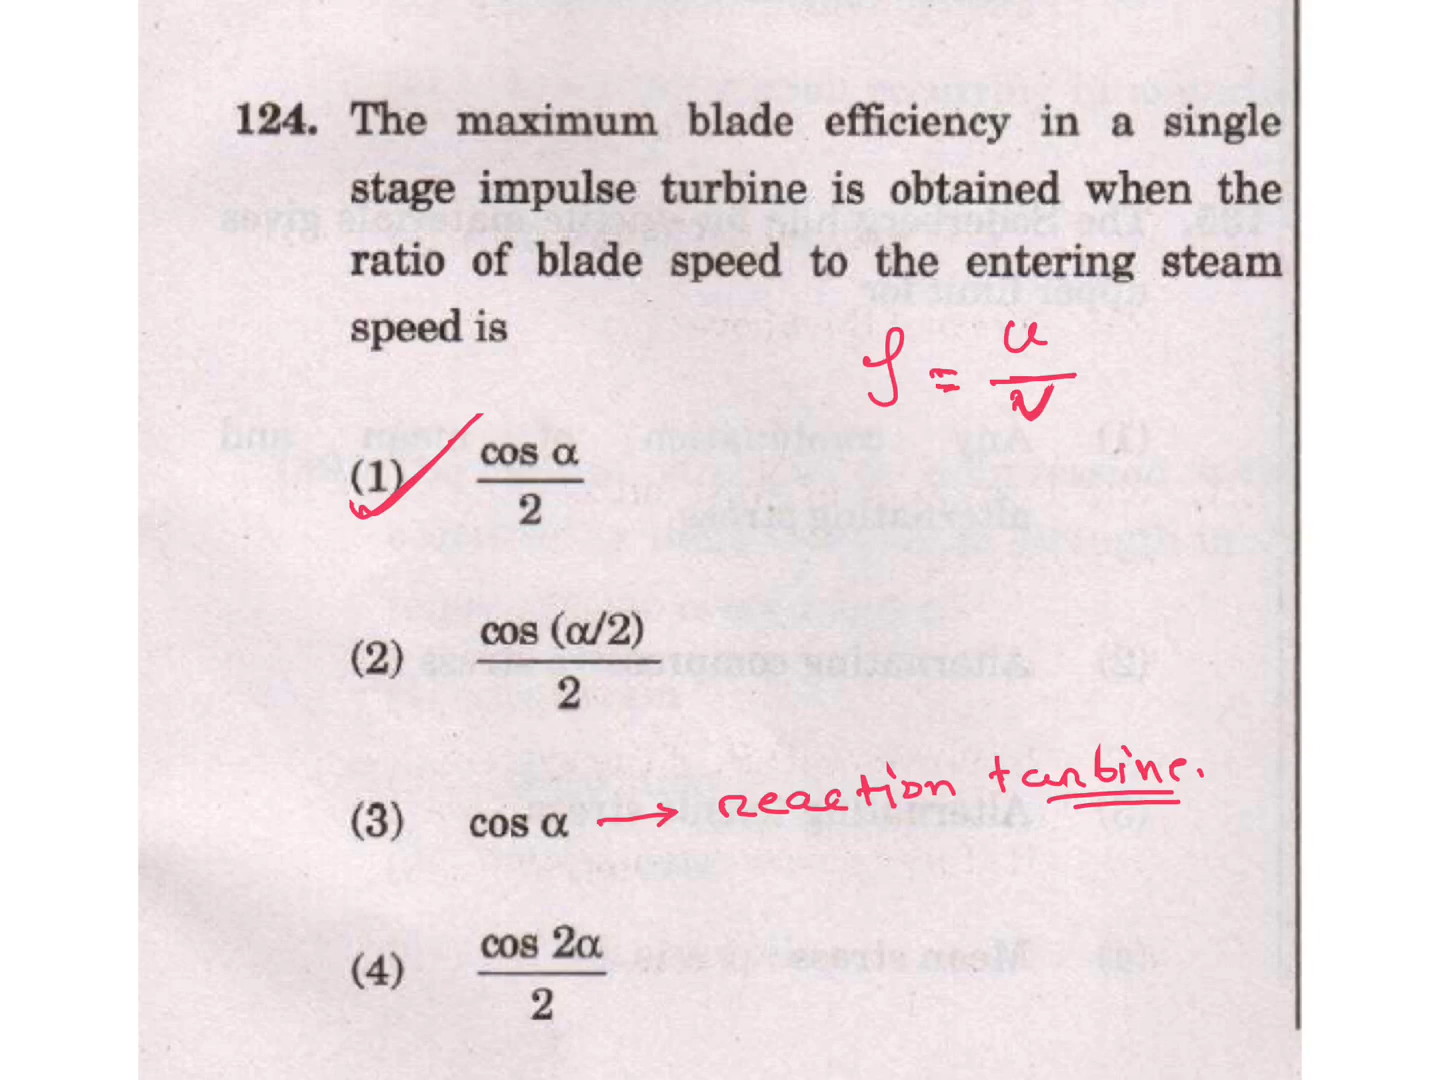 124. The maximum blade efficiency in a single
stage impulse turbine is obtained when the
ratio of blade speed to the entering steam
speed is
ρ = u/V
(1) cos α / 2
(2) cos (α/2) / 2
(3) cos α → reaction turbine.
(4) cos 2α / 2